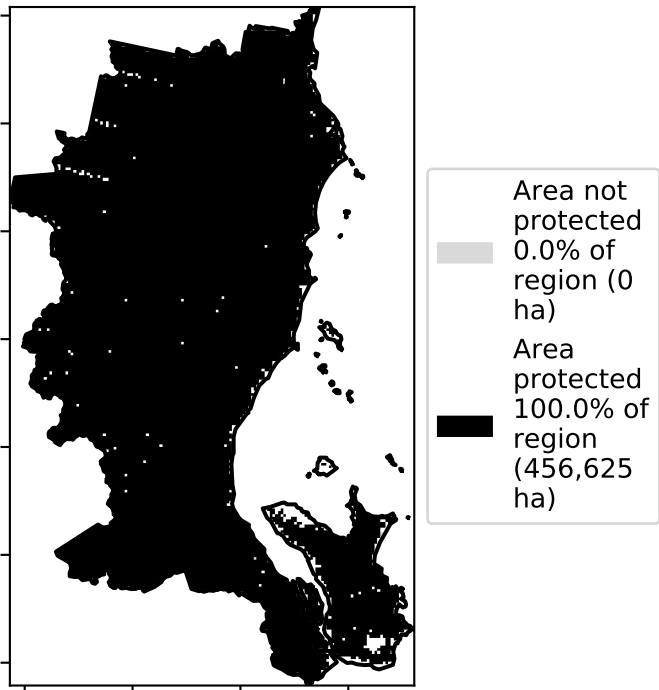 Area not
protected
0.0% of
region (0
ha)
Area
protected
100.0% of
region
(456,625
ha)